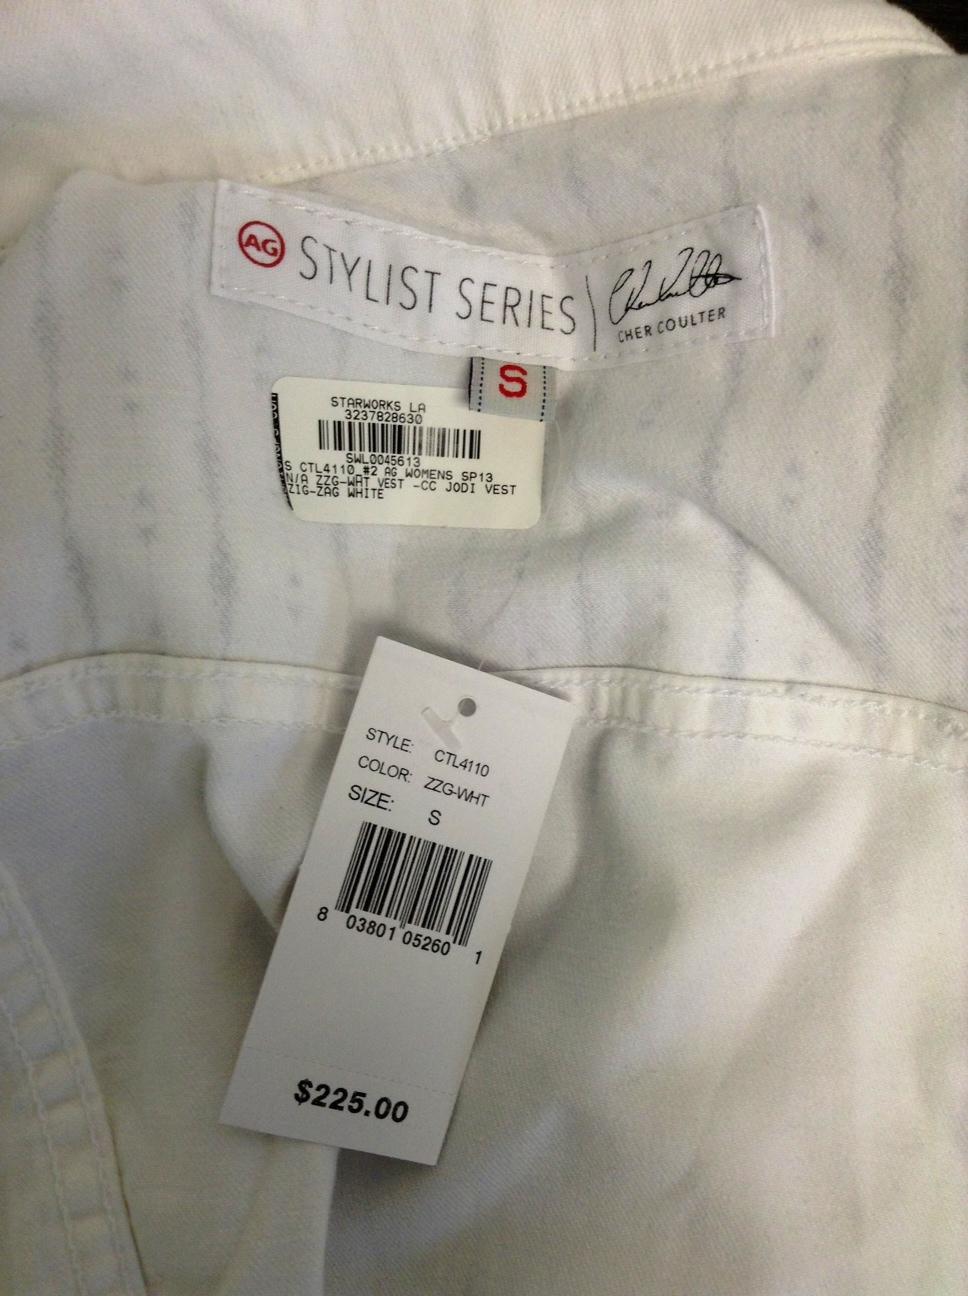 AG STYLIST SERIES
CHER COULTER
S
STARWORKS LA
3237828630
SWL0045613
S CTL4110 #2 AG WOMENS SP13
N/A ZZG-WHT VEST -CC JODI VEST
ZIG-ZAG WHITE
STYLE: CTL4110
COLOR: ZZG-WHT
SIZE: S
8 03801 05260 1
$225.00